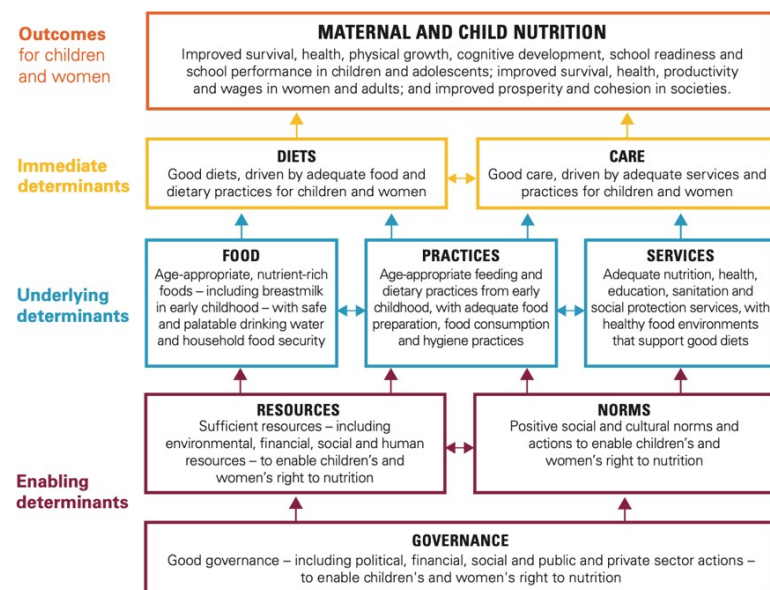 Outcomes
for children
and women
MATERNAL AND CHILD NUTRITION
Improved survival, health, physical growth, cognitive development, school readiness and
school performance in children and adolescents; improved survival, health, productivity
and wages in women and adults; and improved prosperity and cohesion in societies.
Immediate
determinants
DIETS
Good diets, driven by adequate food and
dietary practices for children and women
CARE
Good care, driven by adequate services and
practices for children and women
Underlying
determinants
FOOD
Age-appropriate, nutrient-rich
foods – including breastmilk
in early childhood – with safe
and palatable drinking water
and household food security
PRACTICES
Age-appropriate feeding and
dietary practices from early
childhood, with adequate food
preparation, food consumption
and hygiene practices
SERVICES
Adequate nutrition, health,
education, sanitation and
social protection services, with
healthy food environments
that support good diets
Enabling
determinants
RESOURCES
Sufficient resources – including
environmental, financial, social and human
resources – to enable children's and
women's right to nutrition
NORMS
Positive social and cultural norms and
actions to enable children's and
women's right to nutrition
GOVERNANCE
Good governance – including political, financial, social and public and private sector actions –
to enable children's and women's right to nutrition